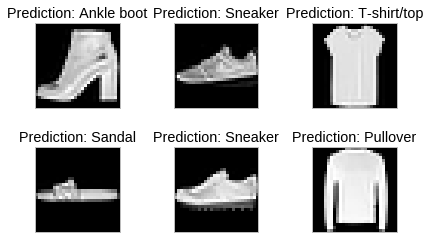 Prediction: Ankle boot
Prediction: Sneaker
Prediction: T-shirt/top
Prediction: Sandal
Prediction: Sneaker
Prediction: Pullover